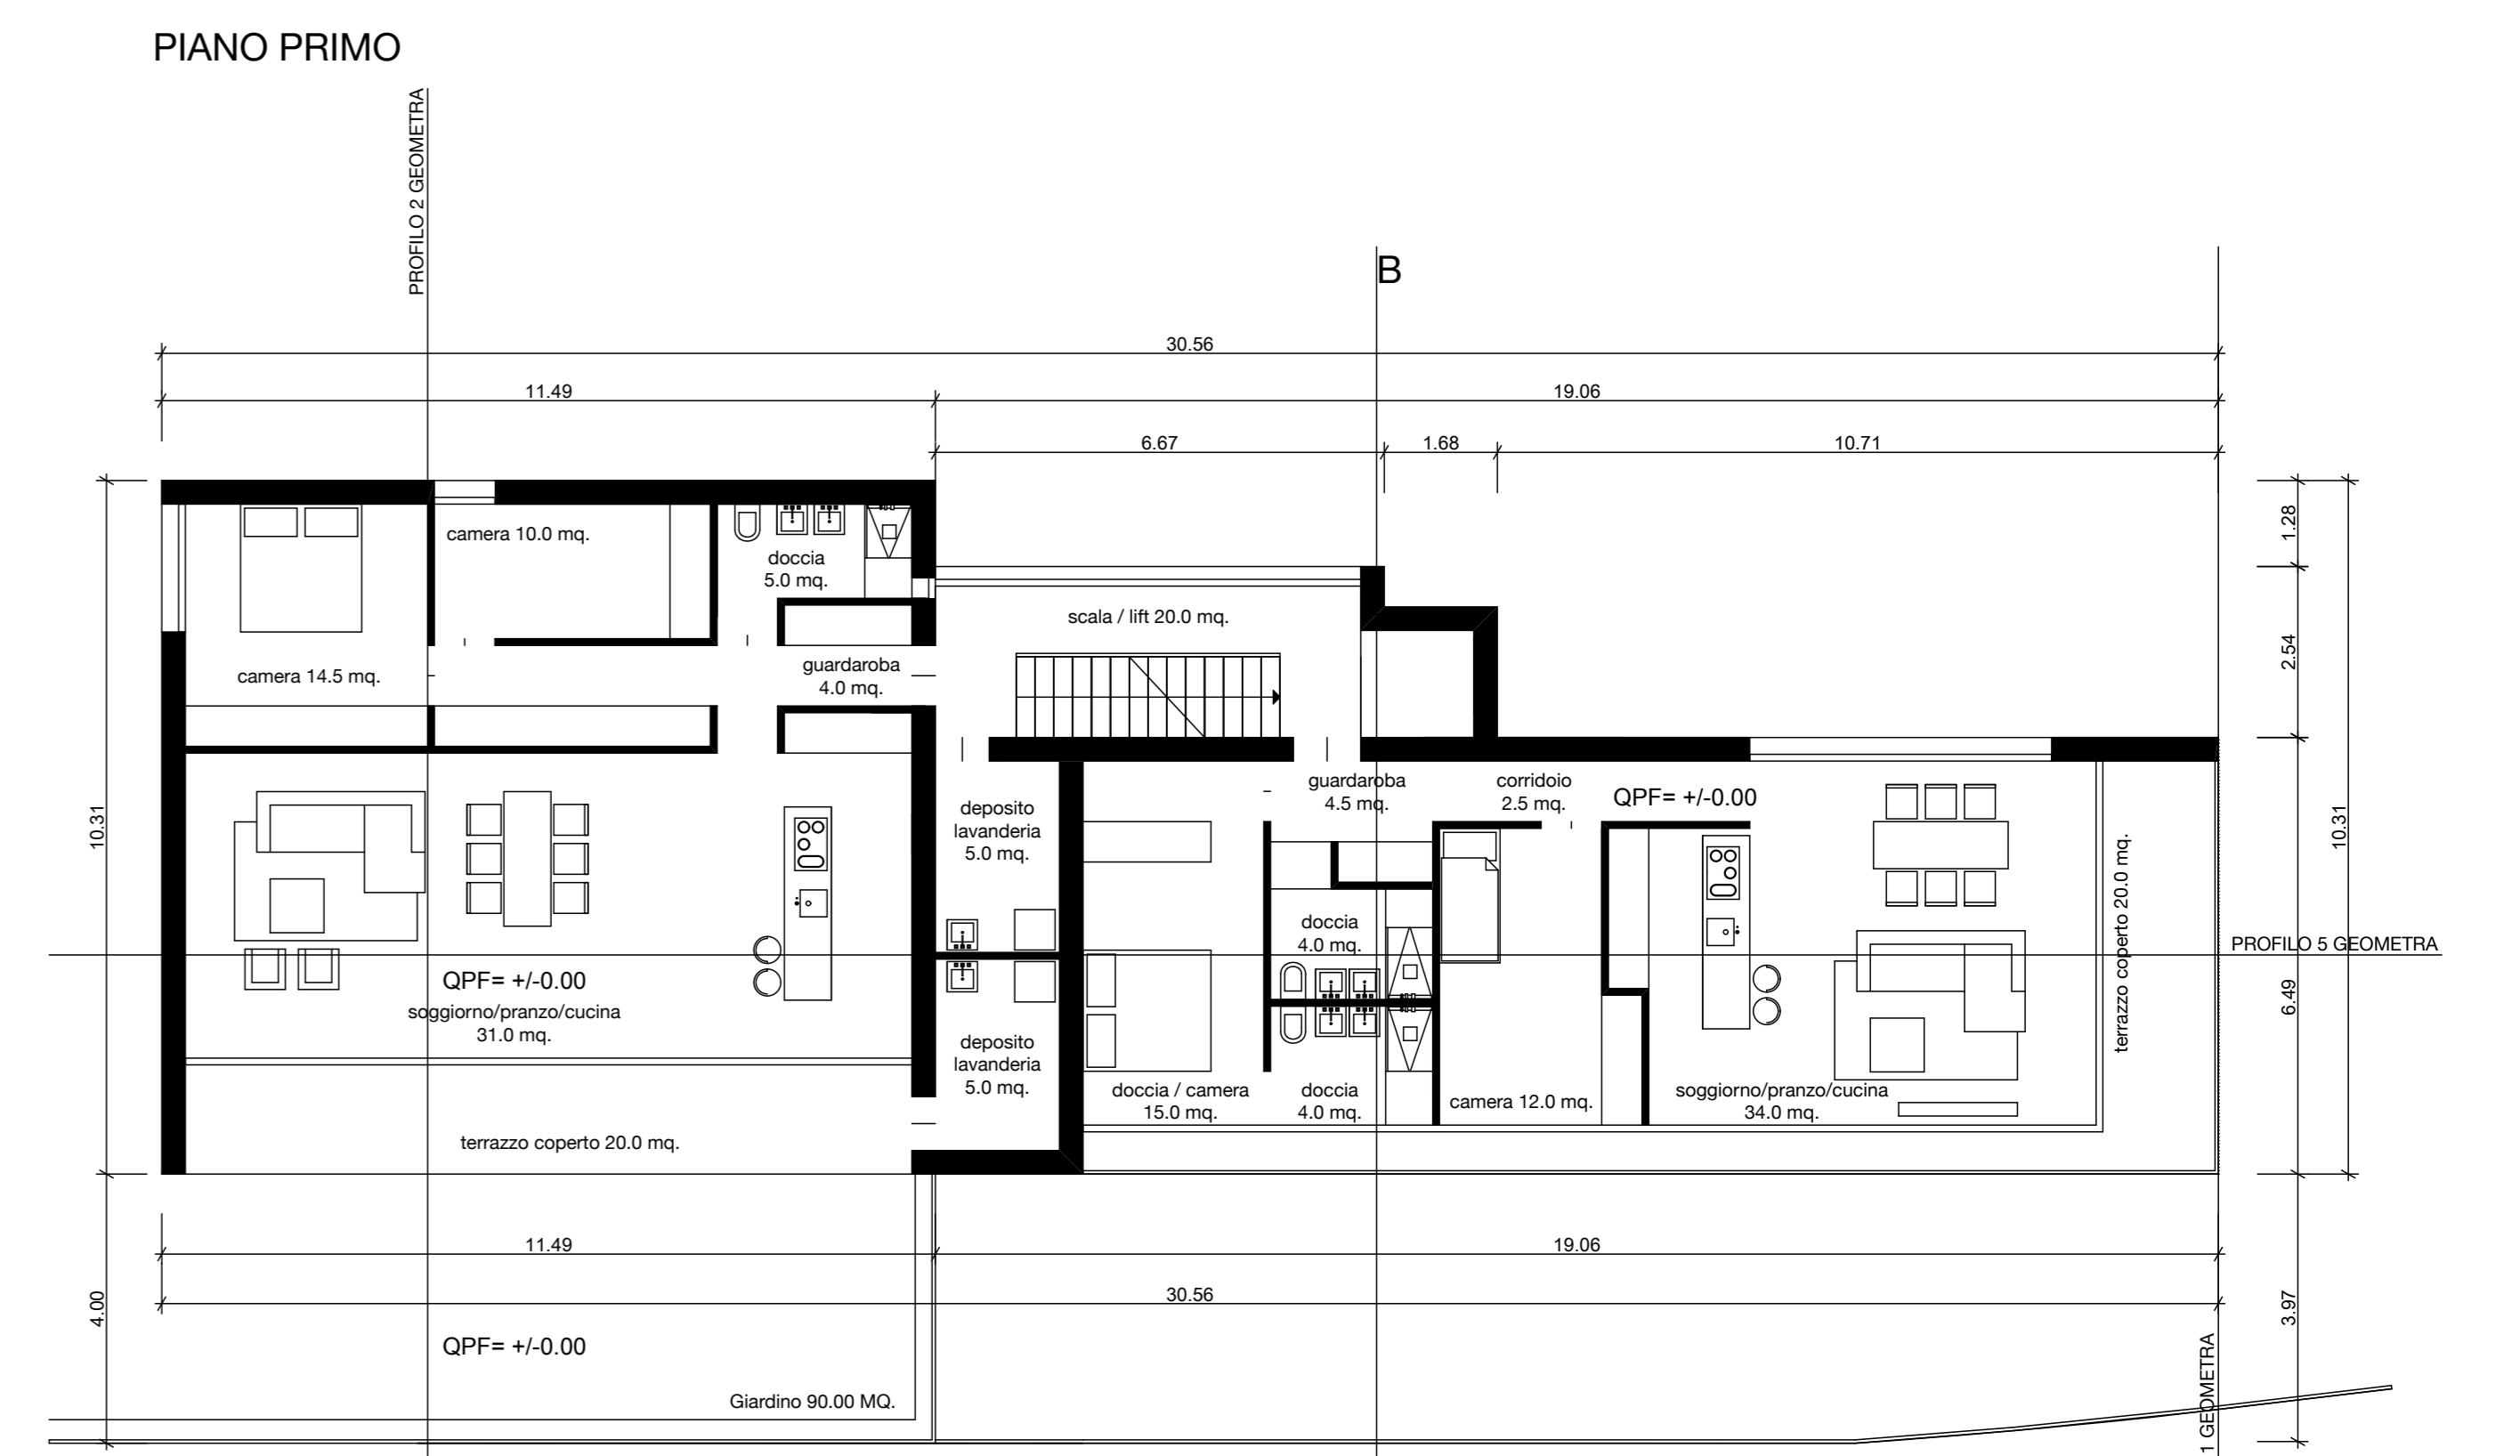 PIANO PRIMO
PROFILO 2 GEOMETRA
B
30.56
11.49
19.06
6.67
1.68
10.71
camera 10.0 mq.
doccia
5.0 mq.
camera 14.5 mq.
guardaroba
4.0 mq.
scala / lift 20.0 mq.
1.28
2.54
10.31
10.31
6.49
deposito
lavanderia
5.0 mq.
guardaroba
4.5 mq.
corridoio
2.5 mq.
QPF= +/-0.00
terrazzo coperto 20.0 mq.
doccia
4.0 mq.
PROFILO 5 GEOMETRA
QPF= +/-0.00
soggiorno/pranzo/cucina
31.0 mq.
deposito
lavanderia
5.0 mq.
doccia / camera
15.0 mq.
doccia
4.0 mq.
camera 12.0 mq.
soggiorno/pranzo/cucina
34.0 mq.
terrazzo coperto 20.0 mq.
11.49
19.06
30.56
4.00
3.97
QPF= +/-0.00
Giardino 90.00 MQ.
1 GEOMETRA